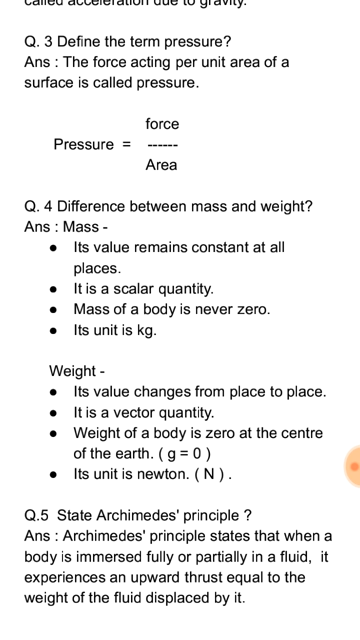 called acceleration due to gravity.
Q. 3 Define the term pressure?
Ans : The force acting per unit area of a
surface is called pressure.
force
Pressure = ------
Area
Q. 4 Difference between mass and weight?
Ans : Mass -
● Its value remains constant at all
places.
● It is a scalar quantity.
● Mass of a body is never zero.
● Its unit is kg.
Weight -
● Its value changes from place to place.
● It is a vector quantity.
● Weight of a body is zero at the centre
of the earth. ( g = 0 )
● Its unit is newton. ( N ) .
Q.5 State Archimedes' principle ?
Ans : Archimedes' principle states that when a
body is immersed fully or partially in a fluid, it
experiences an upward thrust equal to the
weight of the fluid displaced by it.